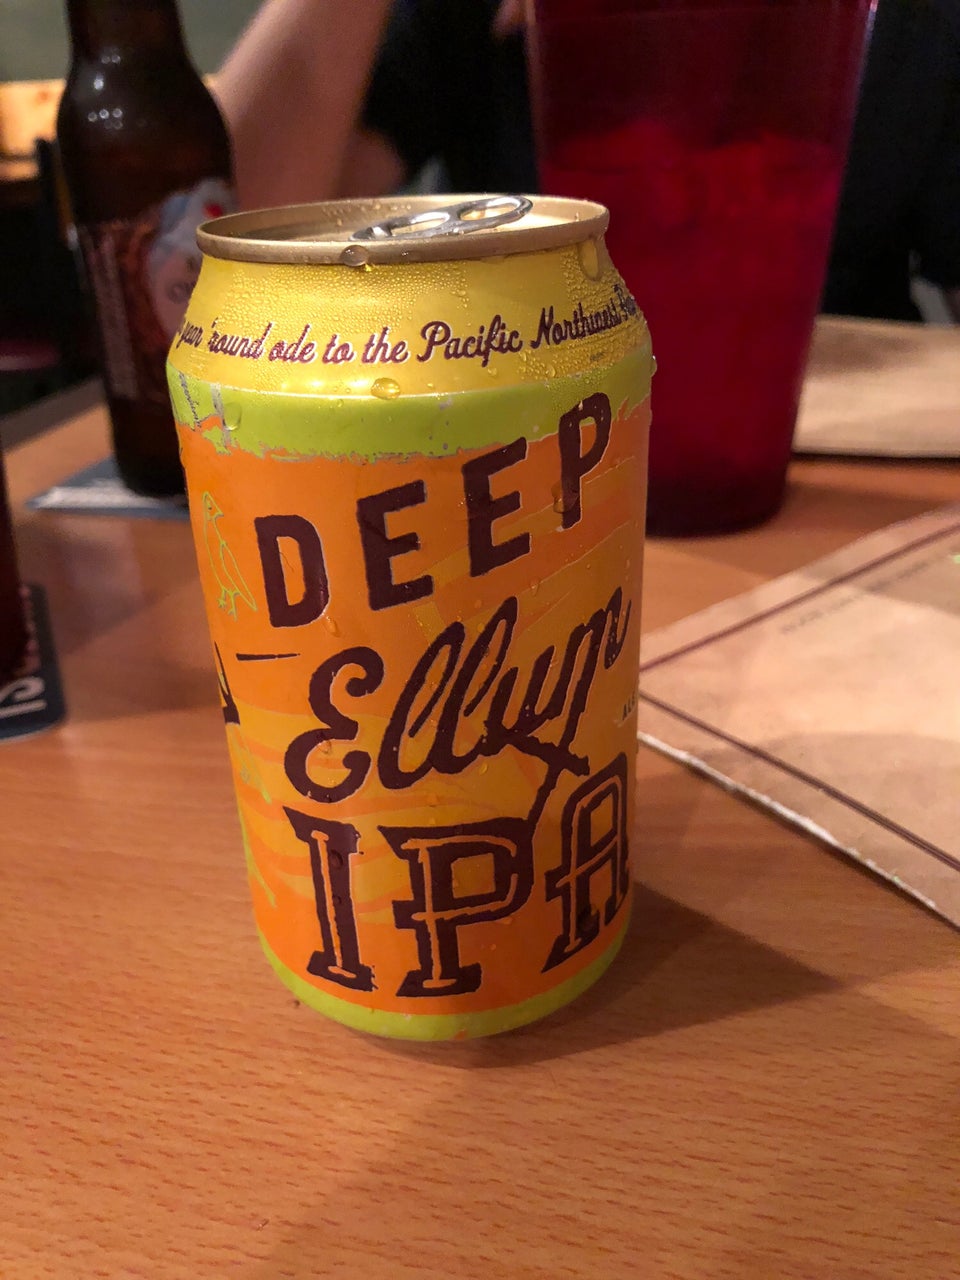 year 'round ode to the Pacific Northwest
DEEP
Ellum
IPA